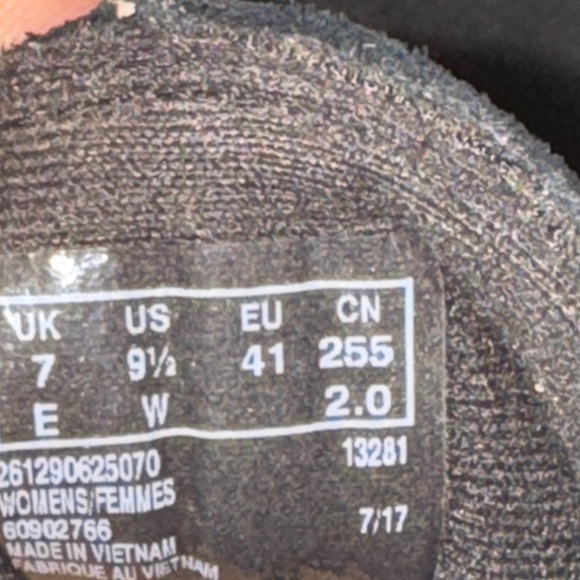 UK US EU CN
7 9½ 41 255
E W 2.0
261290625070 13281
WOMENS/FEMMES
60902766 7/17
MADE IN VIETNAM
FABRIQUE AU VIETNAM